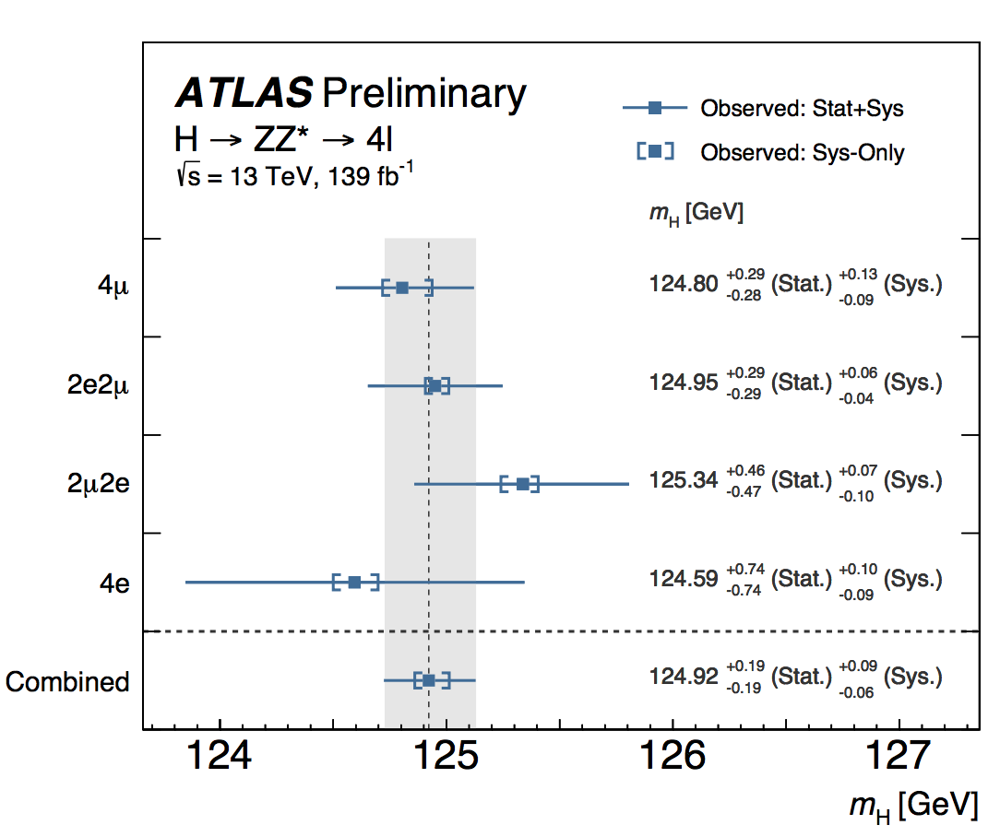 ATLAS Preliminary
H → ZZ* → 4l
√s = 13 TeV, 139 fb⁻¹
Observed: Stat+Sys
Observed: Sys-Only
m_H [GeV]
4μ 124.80 +0.29 -0.28 (Stat.) +0.13 -0.09 (Sys.)
2e2μ 124.95 +0.29 -0.29 (Stat.) +0.06 -0.04 (Sys.)
2μ2e 125.34 +0.46 -0.47 (Stat.) +0.07 -0.10 (Sys.)
4e 124.59 +0.74 -0.74 (Stat.) +0.10 -0.09 (Sys.)
Combined 124.92 +0.19 -0.19 (Stat.) +0.09 -0.06 (Sys.)
124 125 126 127
m_H [GeV]